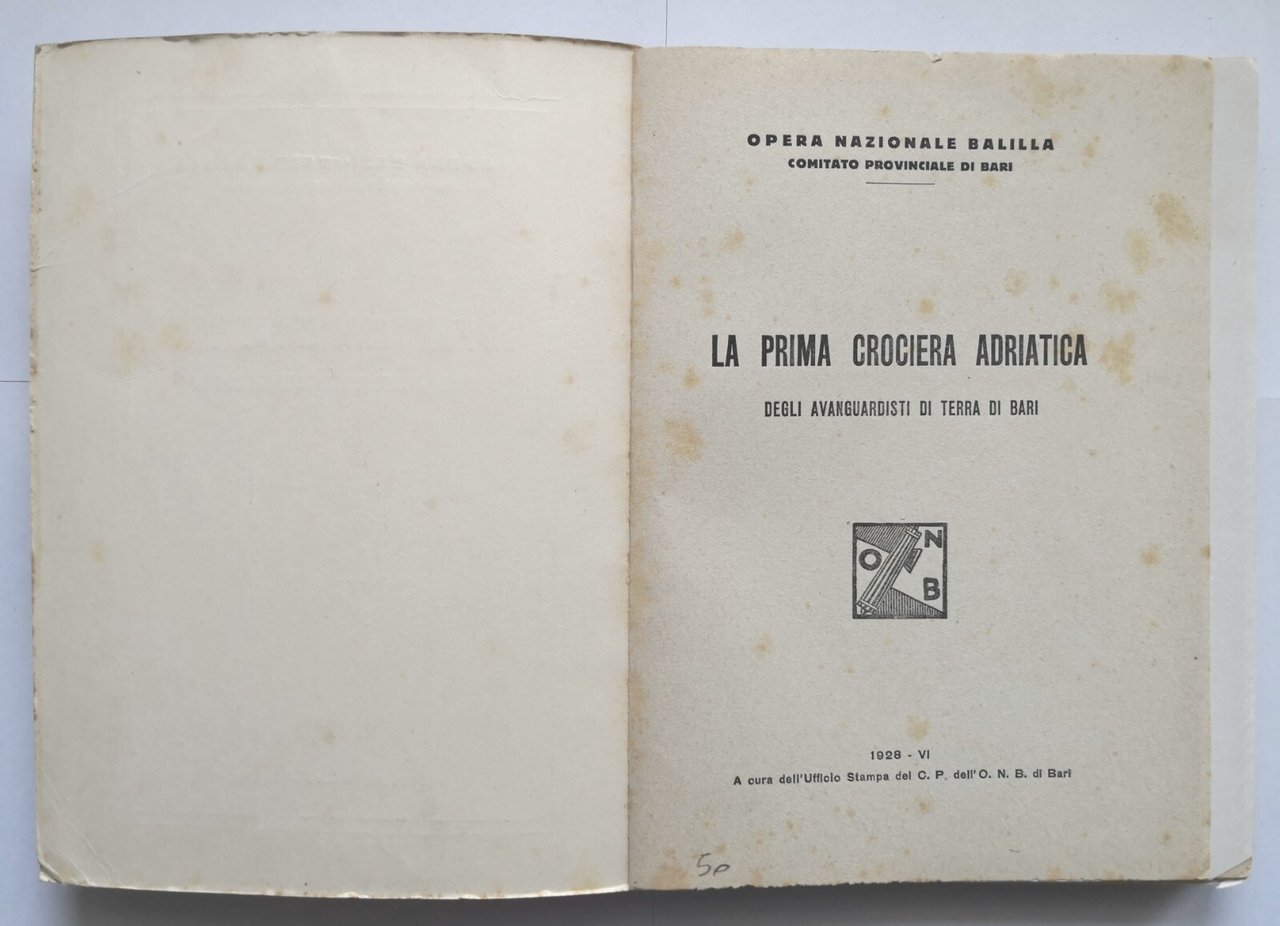 OPERA NAZIONALE BALILLA
COMITATO PROVINCIALE DI BARI
LA PRIMA CROCIERA ADRIATICA
DEGLI AVANGUARDISTI DI TERRA DI BARI
O N
B
1928 - VI
A cura dell'Ufficio Stampa del C. P. dell'O. N. B. di Bari
50